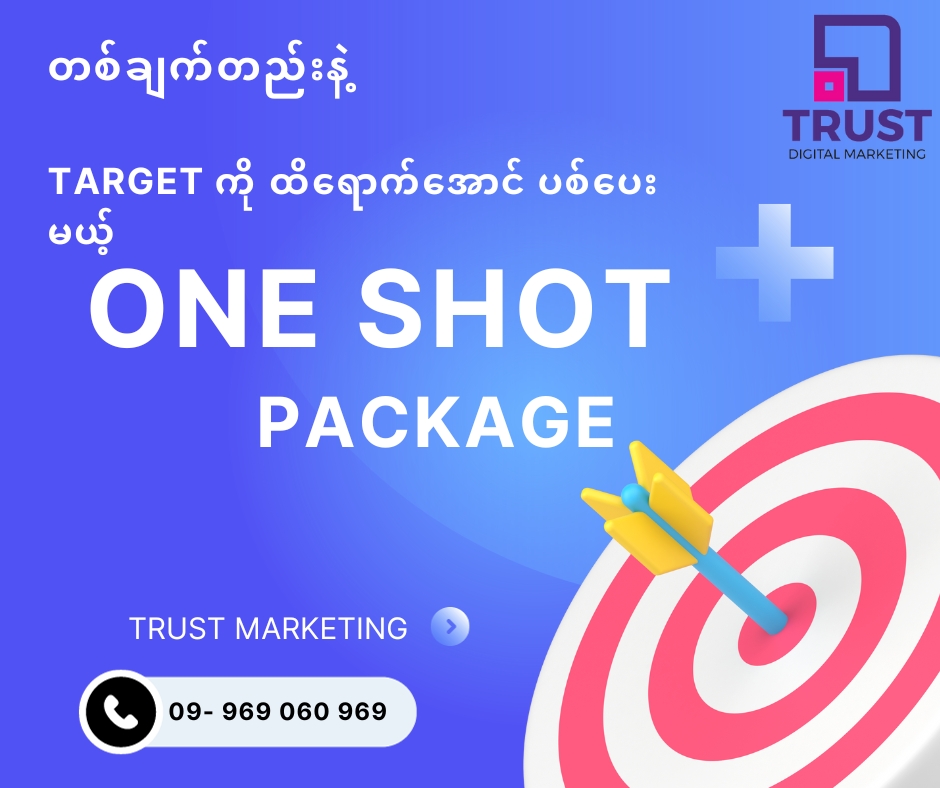 တစ်ချက်တည်းနဲ့
TRUST
DIGITAL MARKETING
TARGET ကို ထိရောက်အောင် ပစ်ပေး
မယ့်
ONE SHOT
PACKAGE
TRUST MARKETING
09- 969 060 969